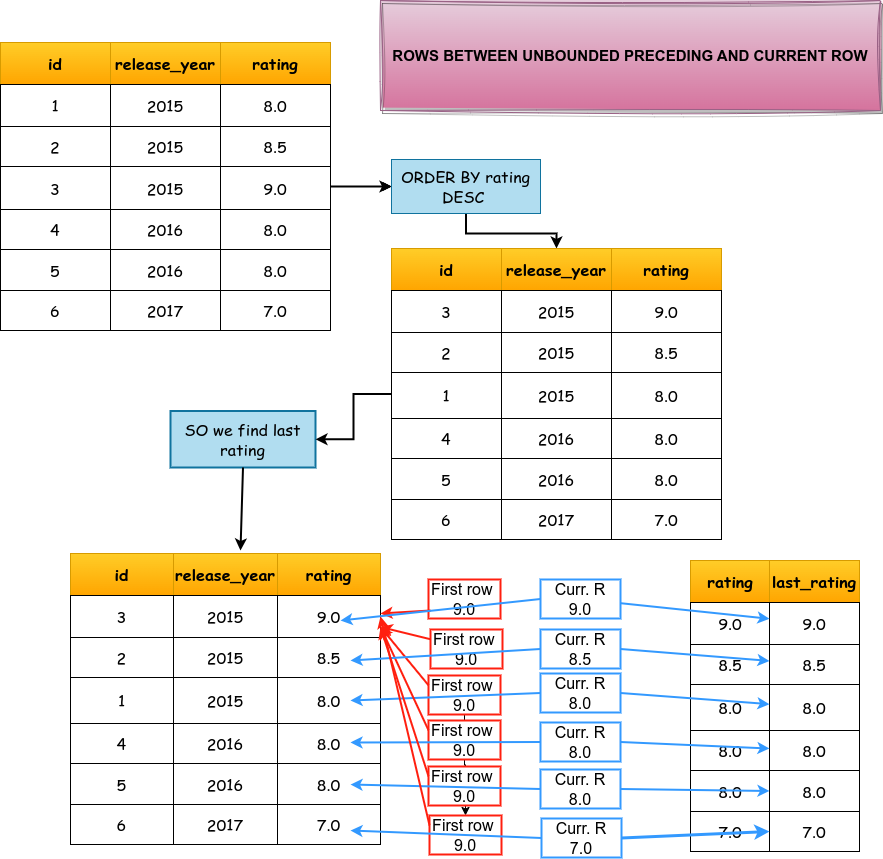 ROWS BETWEEN UNBOUNDED PRECEDING AND CURRENT ROW
id release_year rating
1 2015 8.0
2 2015 8.5
3 2015 9.0
4 2016 8.0
5 2016 8.0
6 2017 7.0
ORDER BY rating
DESC
id release_year rating
3 2015 9.0
2 2015 8.5
1 2015 8.0
4 2016 8.0
5 2016 8.0
6 2017 7.0
SO we find last
rating
id release_year rating
3 2015 9.0
2 2015 8.5
1 2015 8.0
4 2016 8.0
5 2016 8.0
6 2017 7.0
First row
9.0
First row
9.0
First row
9.0
First row
9.0
First row
9.0
First row
9.0
Curr. R
9.0
Curr. R
8.5
Curr. R
8.0
Curr. R
8.0
Curr. R
8.0
Curr. R
7.0
rating last_rating
9.0 9.0
8.5 8.5
8.0 8.0
8.0 8.0
8.0 8.0
7.0 7.0